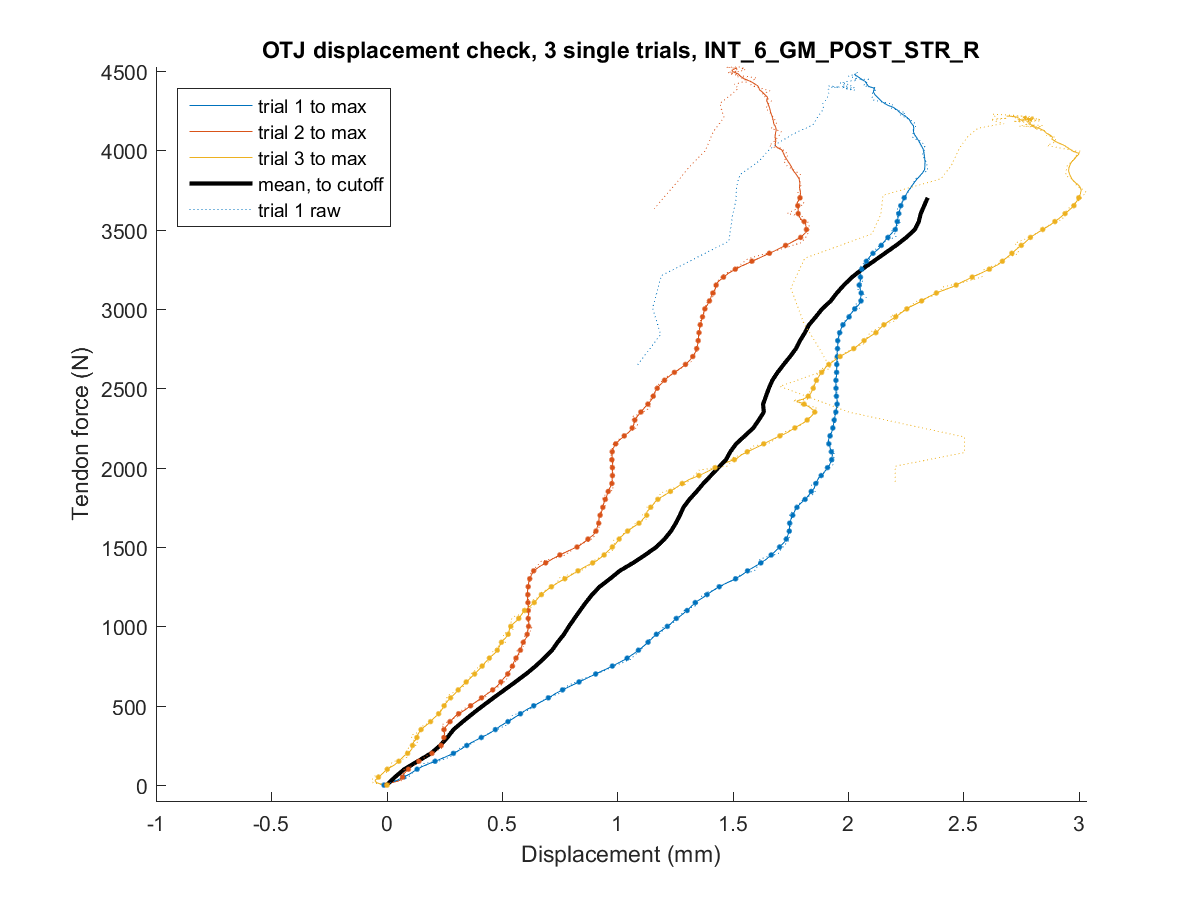 OTJ displacement check, 3 single trials, INT_6_GM_POST_STR_R
4500
4000
3500
3000
2500
2000
1500
1000
500
0
Tendon force (N)
trial 1 to max
trial 2 to max
trial 3 to max
mean, to cutoff
trial 1 raw
-1 -0.5 0 0.5 1 1.5 2 2.5 3
Displacement (mm)